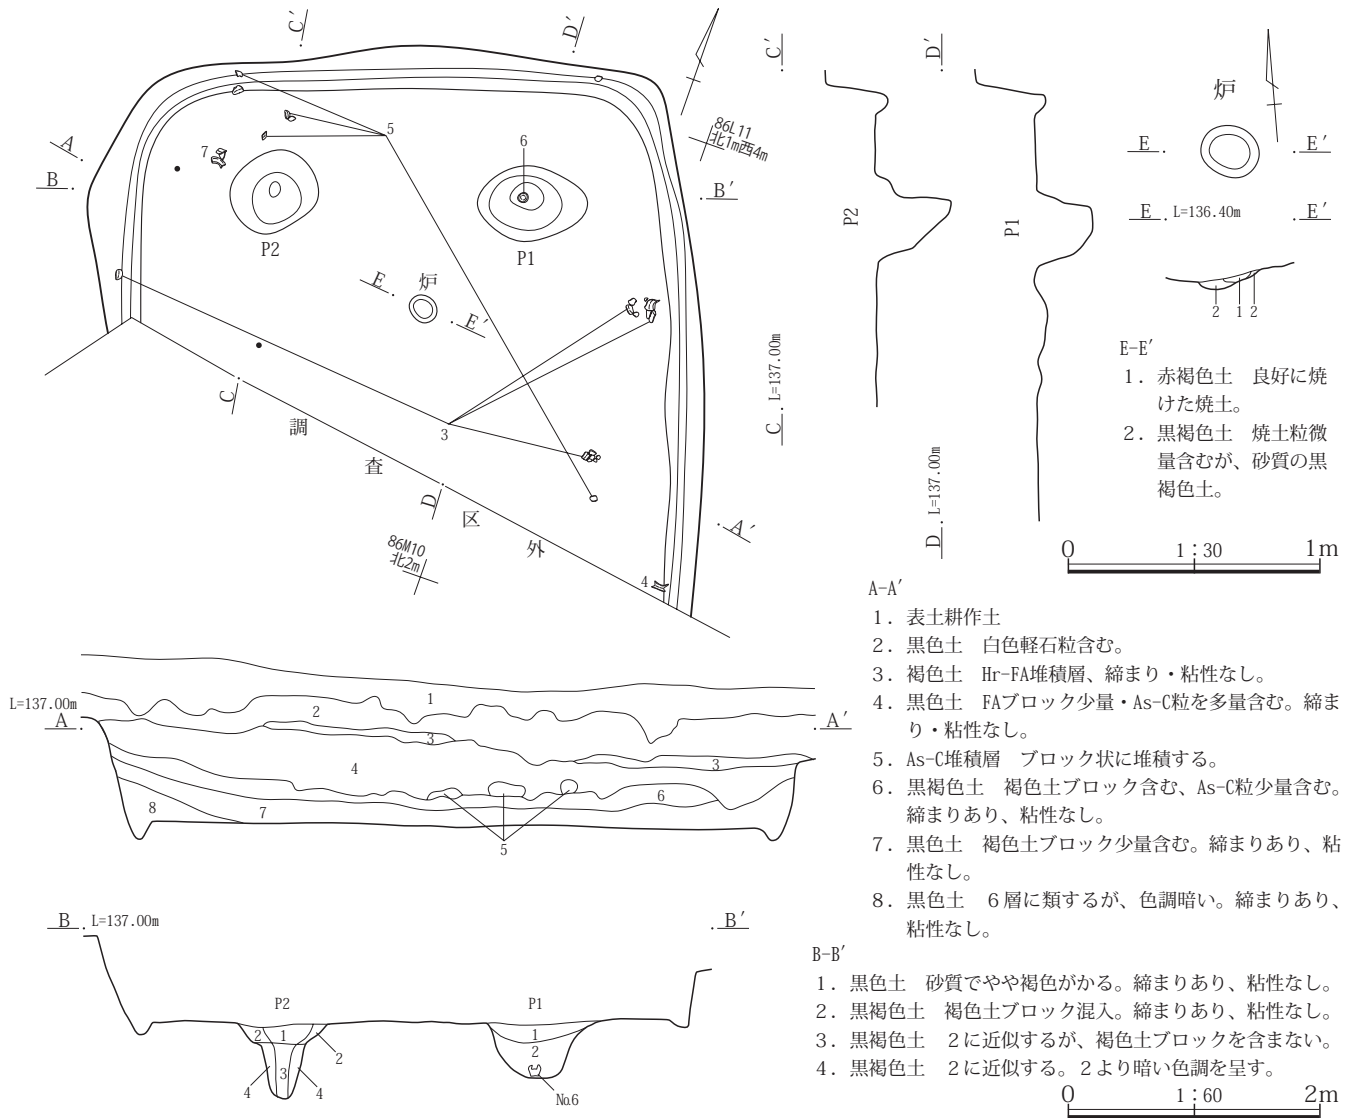 C′
D′
A
B
5
6
7
86L11
北1m西4m
B′
P2
P1
E
炉
E′
C
調
査
区
外
3
D
86M10
北2m
A′
4
C′
P2
C L=137.00m
D′
P1
D L=137.00m
炉
E E′
E L=136.40m E′
2 1 2
E-E′
1．赤褐色土　良好に焼
けた焼土。
2．黒褐色土　焼土粒微
量含むが、砂質の黒
褐色土。
0 1：30 1m
L=137.00m
A A′
1
2
3
4
3
6
8
7
5
A-A′
1．表土耕作土
2．黒色土　白色軽石粒含む。
3．褐色土　Hr-FA堆積層、締まり・粘性なし。
4．黒色土　FAブロック少量・As-C粒を多量含む。締ま
り・粘性なし。
5．As-C堆積層　ブロック状に堆積する。
6．黒褐色土　褐色土ブロック含む、As-C粒少量含む。
締まりあり、粘性なし。
7．黒色土　褐色土ブロック少量含む。締まりあり、粘
性なし。
8．黒色土　６層に類するが、色調暗い。締まりあり、
粘性なし。
B L=137.00m B′
P2 P1
2 1 2
3
4 4
1
2
No.6
B-B′
1．黒色土　砂質でやや褐色がかる。締まりあり、粘性なし。
2．黒褐色土　褐色土ブロック混入。締まりあり、粘性なし。
3．黒褐色土　２に近似するが、褐色土ブロックを含まない。
4．黒褐色土　２に近似する。２より暗い色調を呈す。
0 1：60 2m